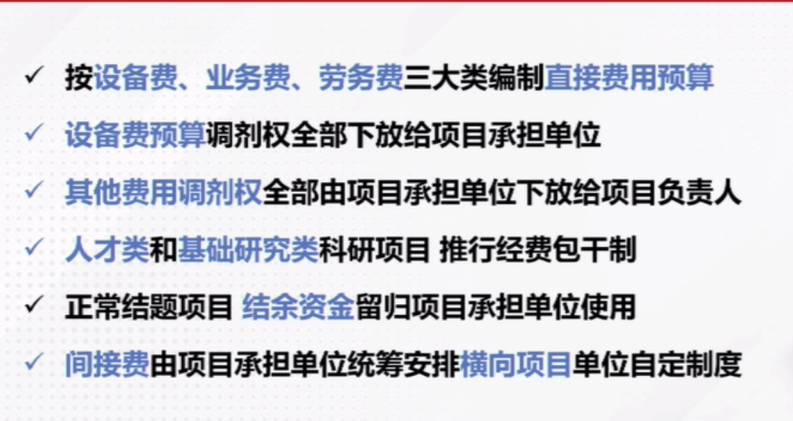 ✓ 按设备费、业务费、劳务费三大类编制直接费用预算
✓ 设备费预算调剂权全部下放给项目承担单位
✓ 其他费用调剂权全部由项目承担单位下放给项目负责人
✓ 人才类和基础研究类科研项目 推行经费包干制
✓ 正常结题项目 结余资金留归项目承担单位使用
✓ 间接费由项目承担单位统筹安排横向项目单位自定制度